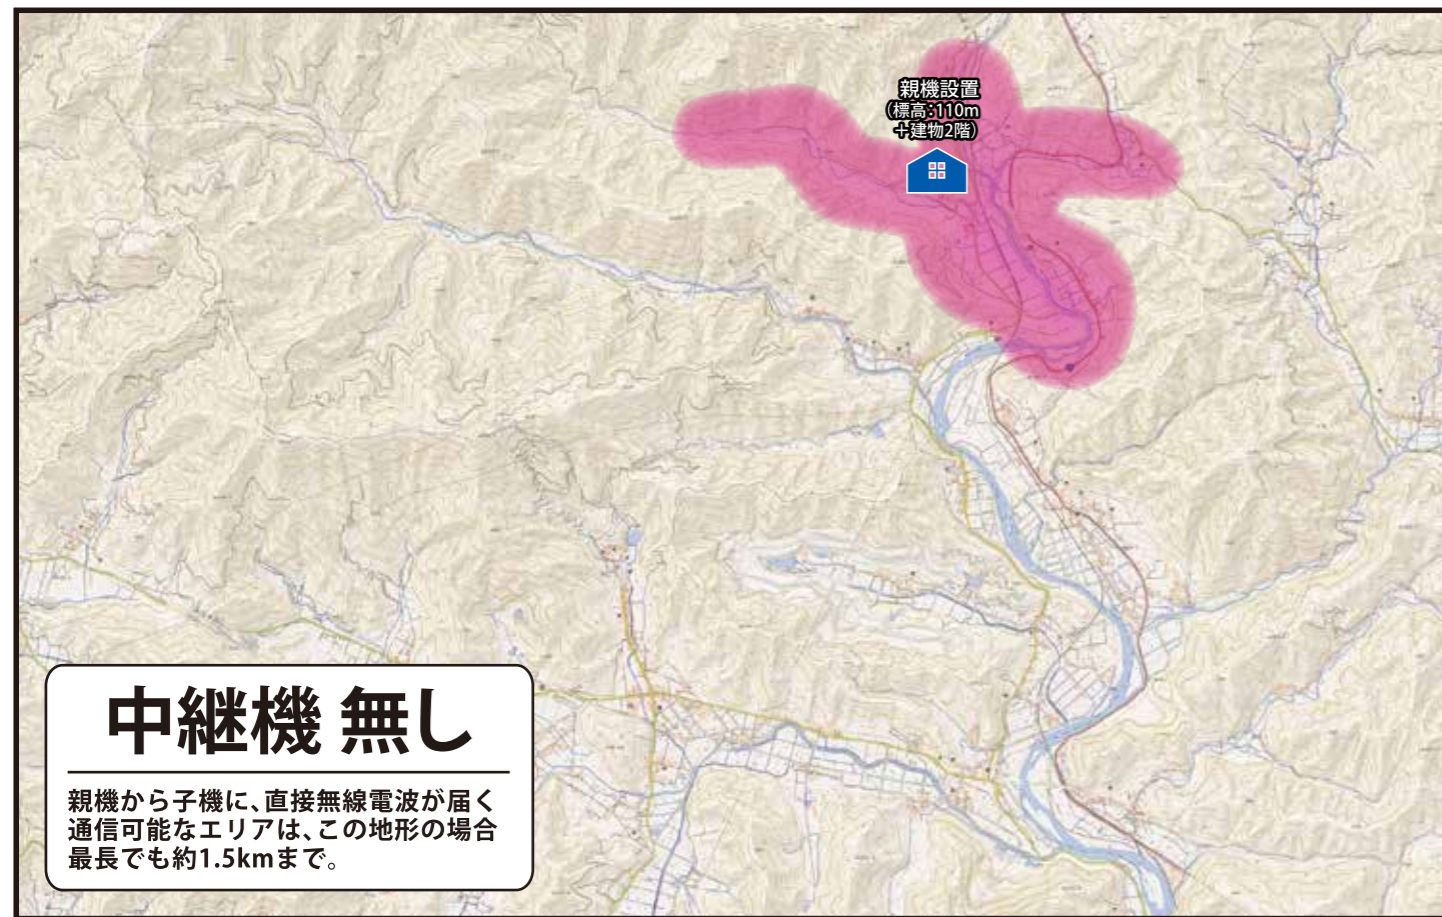 親機設置
(標高:110m
+建物2階)
中継機 無し
親機から子機に、直接無線電波が届く
通信可能なエリアは、この地形の場合
最長でも約1.5kmまで。